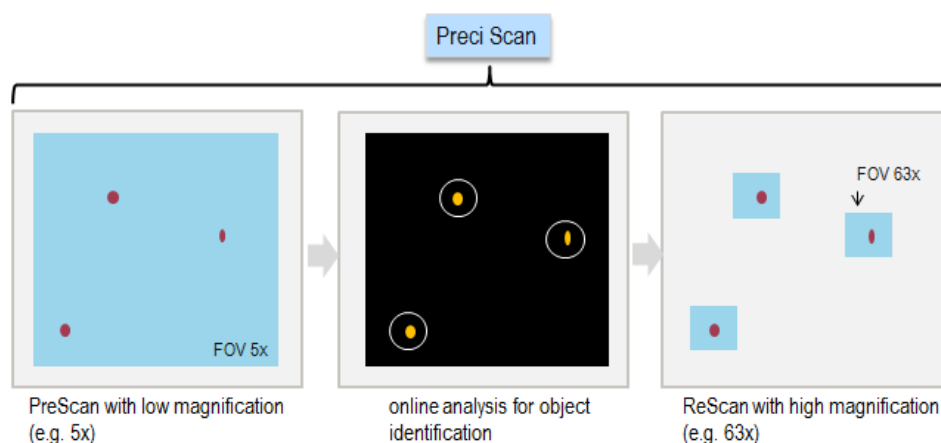 Preci Scan
FOV 5x
FOV 63x
PreScan with low magnification
(e.g. 5x)
online analysis for object
identification
ReScan with high magnification
(e.g. 63x)